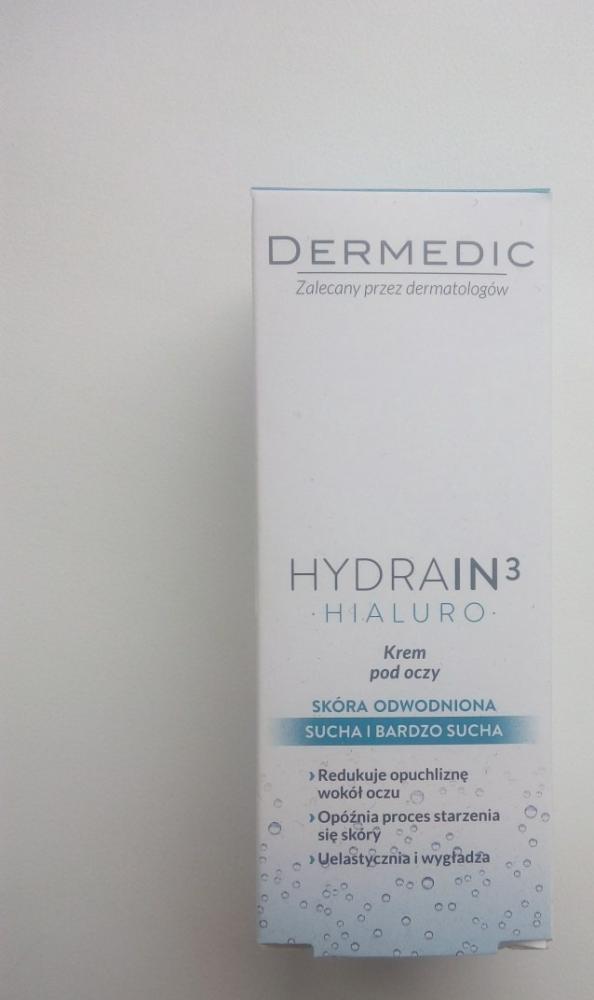 DERMEDIC
Zalecany przez dermatologów
HYDRAIN³
·HIALURO·
Krem
pod oczy
SKÓRA ODWODNIONA
SUCHA I BARDZO SUCHA
› Redukuje opuchliznę
wokół oczu
› Opóźnia proces starzenia
się skóry
› Uelastycznia i wygładza